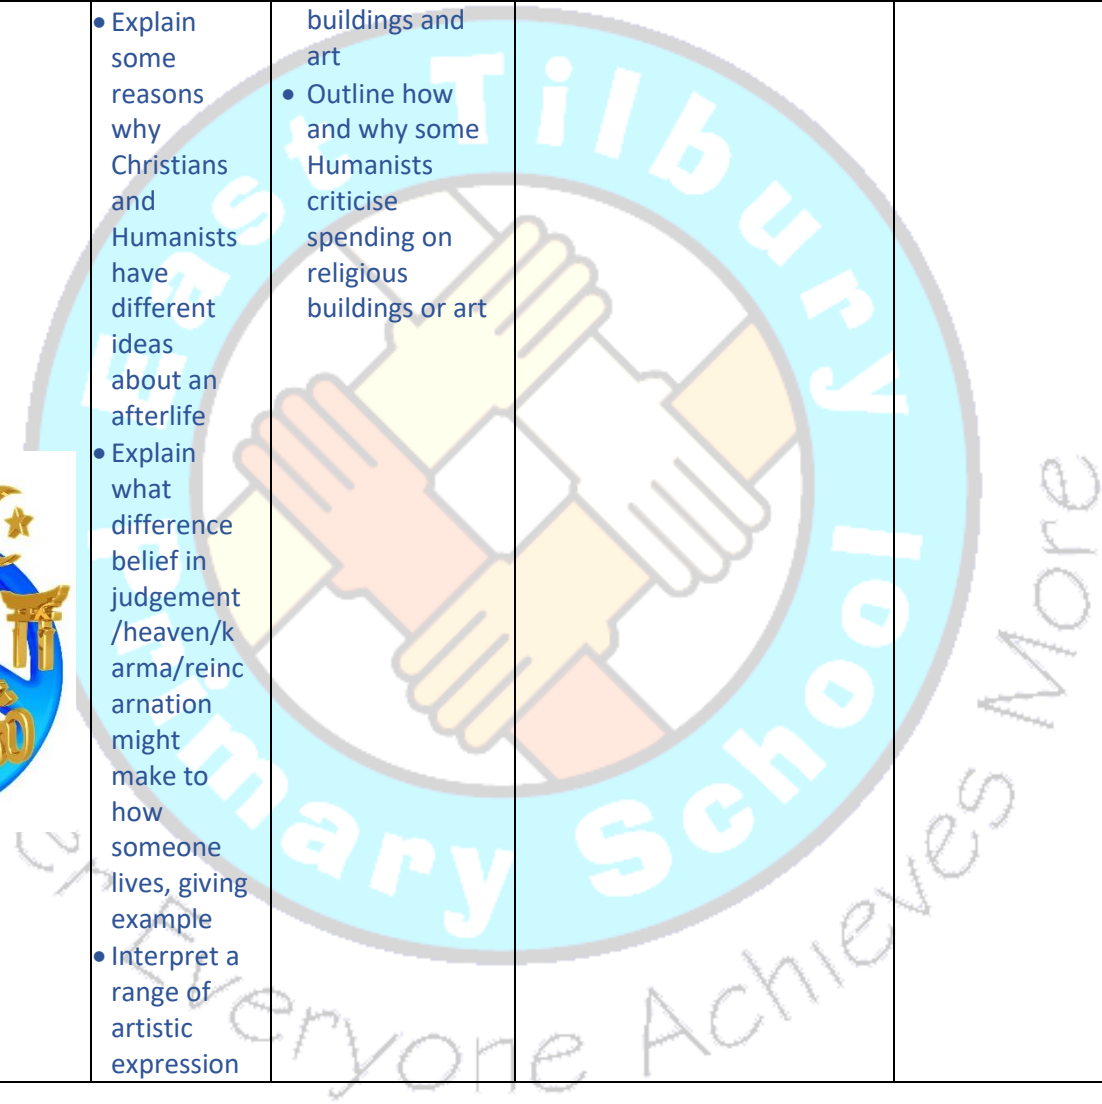 • Explain
some
reasons
why
Christians
and
Humanists
have
different
ideas
about an
afterlife
• Explain
what
difference
belief in
judgement
/heaven/k
arma/reinc
arnation
might
make to
how
someone
lives, giving
example
• Interpret a
range of
artistic
expression
buildings and
art
• Outline how
and why some
Humanists
criticise
spending on
religious
buildings or art
East Tilbury
Primary School
Everyone Achieves More